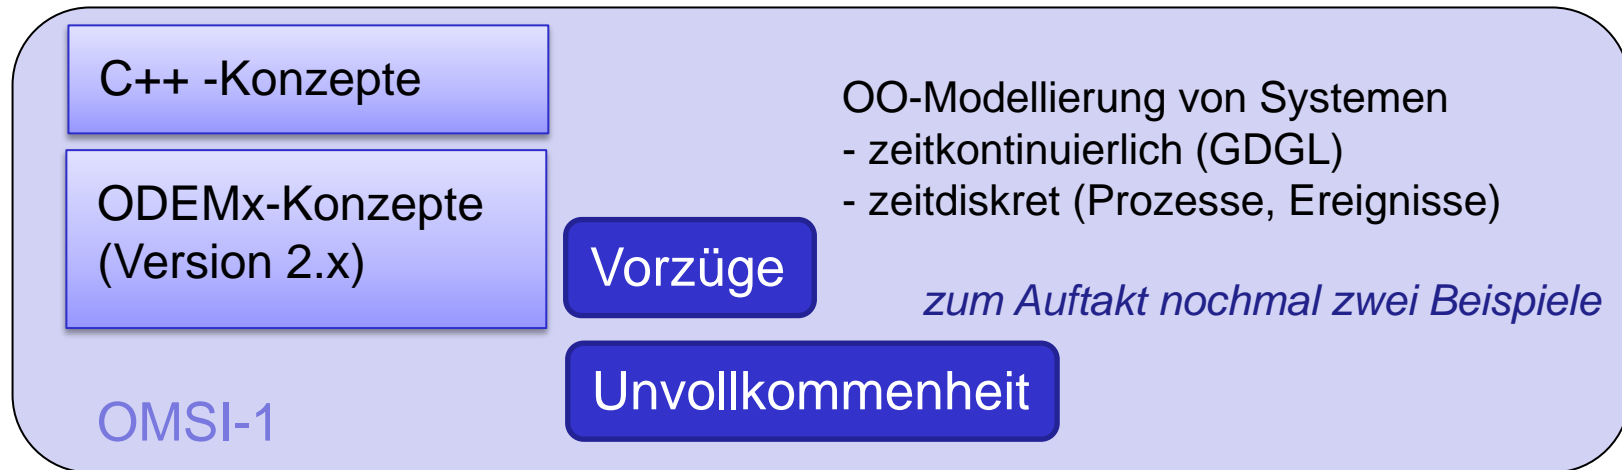 C++ -Konzepte
ODEMx-Konzepte
(Version 2.x)
OMSI-1
Vorzüge
Unvollkommenheit
OO-Modellierung von Systemen
- zeitkontinuierlich (GDGL)
- zeitdiskret (Prozesse, Ereignisse)
zum Auftakt nochmal zwei Beispiele